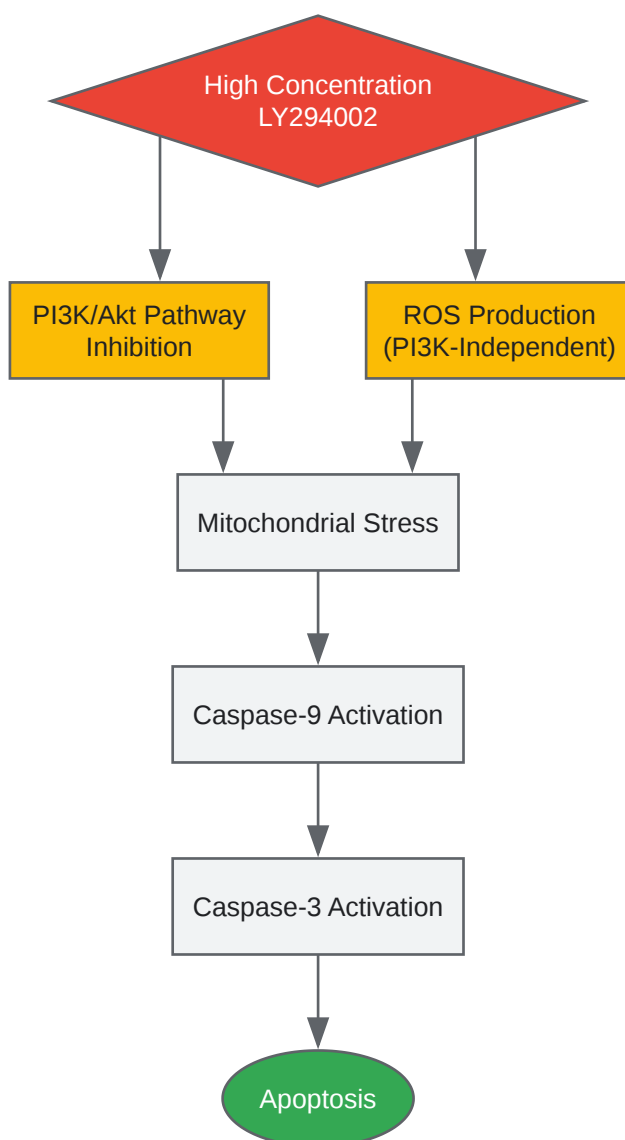 High Concentration
LY294002
PI3K/Akt Pathway
Inhibition
ROS Production
(PI3K-Independent)
Mitochondrial Stress
Caspase-9 Activation
Caspase-3 Activation
Apoptosis